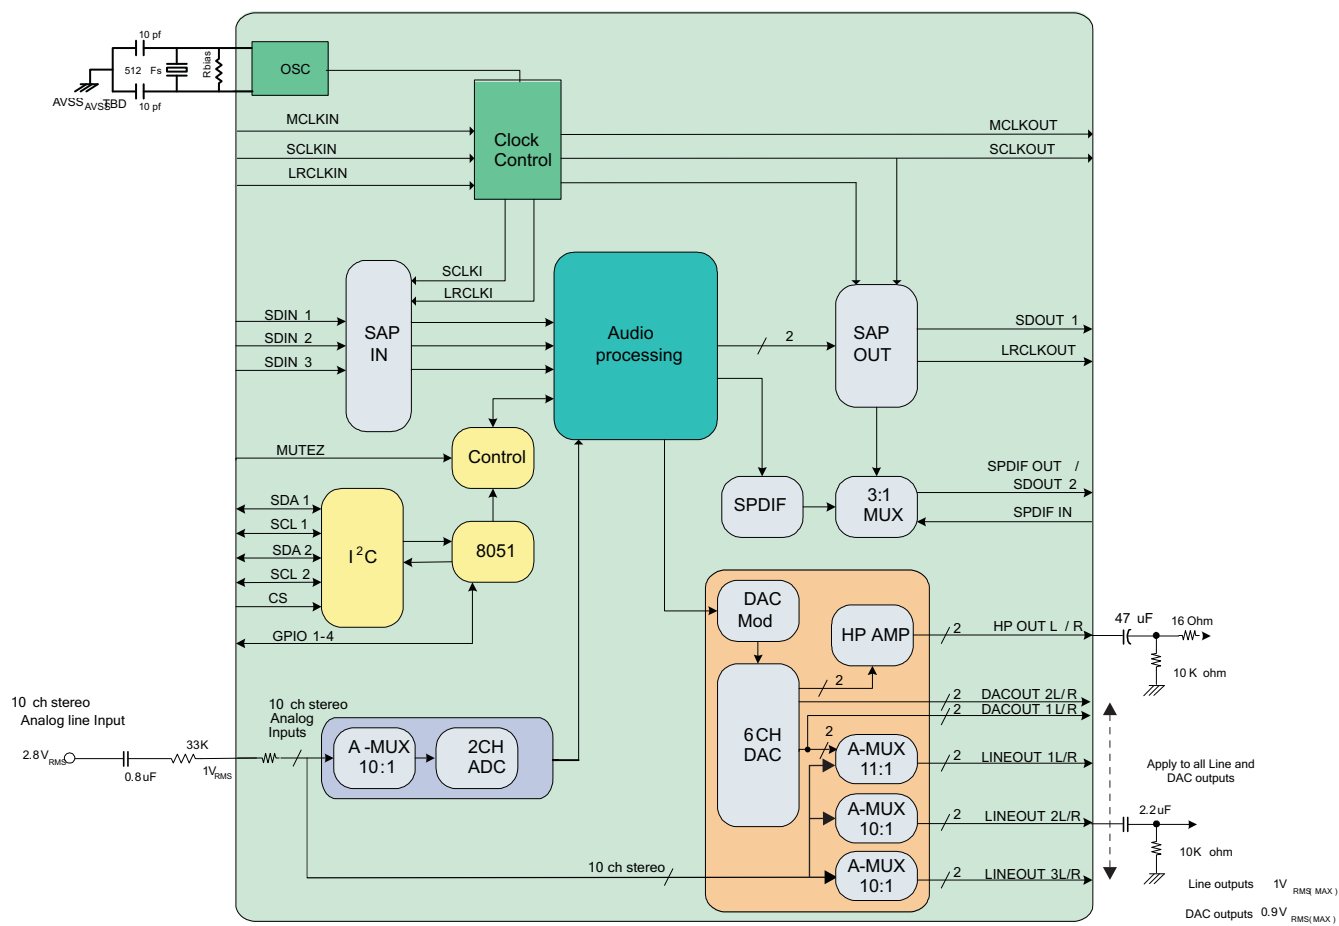 10 pf
512 Fs
Rbias
10 pf
AVSS AVSS TBD
OSC
MCLKIN
SCLKIN
LRCLKIN
Clock
Control
MCLKOUT
SCLKOUT
SCLKI
LRCLKI
SDIN 1
SDIN 2
SDIN 3
SAP
IN
Audio
processing
2
SAP
OUT
SDOUT 1
LRCLKOUT
MUTEZ
Control
SPDIF
3:1
MUX
SPDIF OUT /
SDOUT 2
SPDIF IN
SDA 1
SCL 1
SDA 2
SCL 2
CS
GPIO 1-4
I2C
8051
DAC
Mod
HP AMP
2
HP OUT L / R
47 uF
16 Ohm
10 K ohm
6 CH
DAC
2
2
DACOUT 2L/R
2
DACOUT 1L/R
2
A-MUX
11:1
2
LINEOUT 1L/R
A-MUX
10:1
2
LINEOUT 2L/R
A-MUX
10:1
2
LINEOUT 3L/R
10 ch stereo
Analog line Input
2.8VRMS
0.8uF
33K
1VRMS
10 ch stereo
Analog
Inputs
A -MUX
10:1
2CH
ADC
10 ch stereo
Apply to all Line and
DAC outputs
2.2uF
10K ohm
Line outputs 1V RMS( MAX )
DAC outputs 0.9V RMS(MAX )